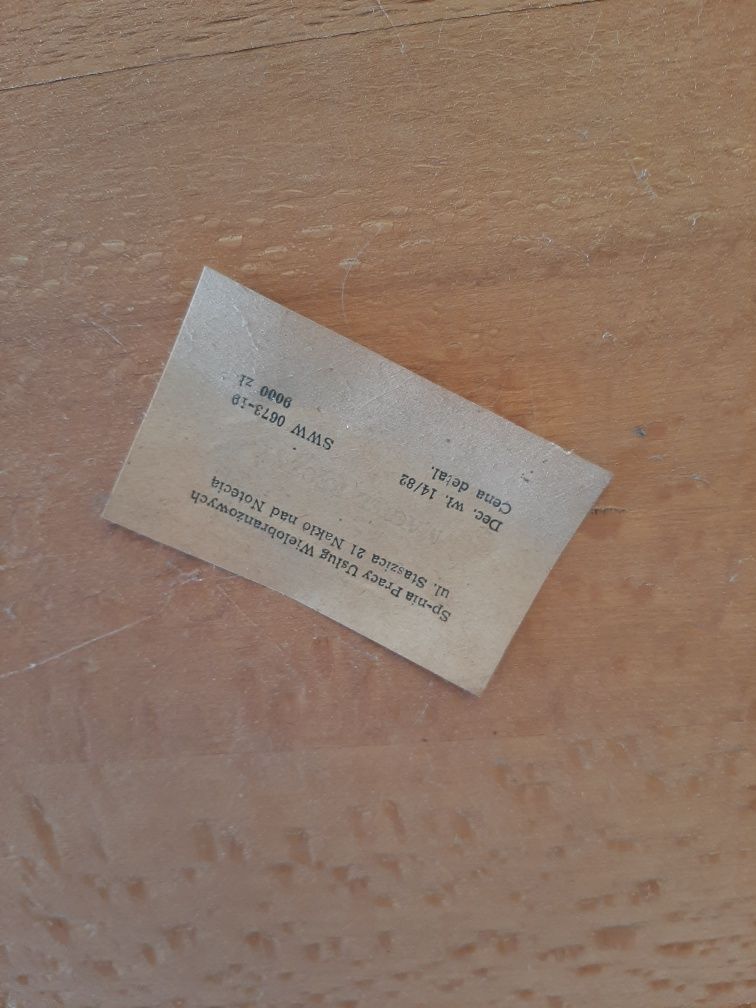 Sp-nia Pracy Usług Wielobranżowych
ul. Staszica 21 Nakło nad Notecią
SWW 0673-19
Dec. wł. 14/82
Cena detal. 9000 zł